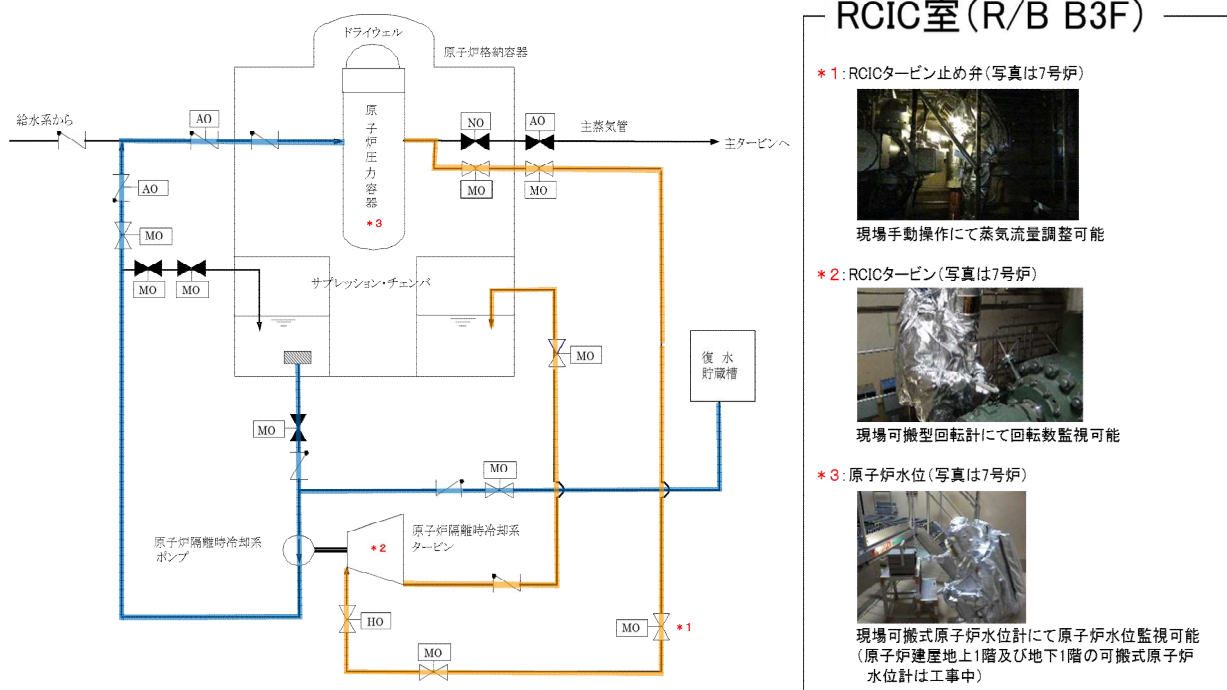 RCIC室(R/B B3F)
ドライウェル
原子炉格納容器
給水系から
AO
原子炉圧力容器
*3
NO
AO
主蒸気管
主タービンへ
MO
MO
AO
MO
MO
MO
サプレッション・チェンバ
MO
復水
貯蔵槽
MO
MO
原子炉隔離時冷却系
ポンプ
*2
原子炉隔離時冷却系
タービン
HO
MO
MO
*1
*1:RCICタービン止め弁(写真は7号炉)
現場手動操作にて蒸気流量調整可能
*2:RCICタービン(写真は7号炉)
現場可搬型回転計にて回転数監視可能
*3:原子炉水位(写真は7号炉)
現場可搬式原子炉水位計にて原子炉水位監視可能
(原子炉建屋地上1階及び地下1階の可搬式原子炉
水位計は工事中)